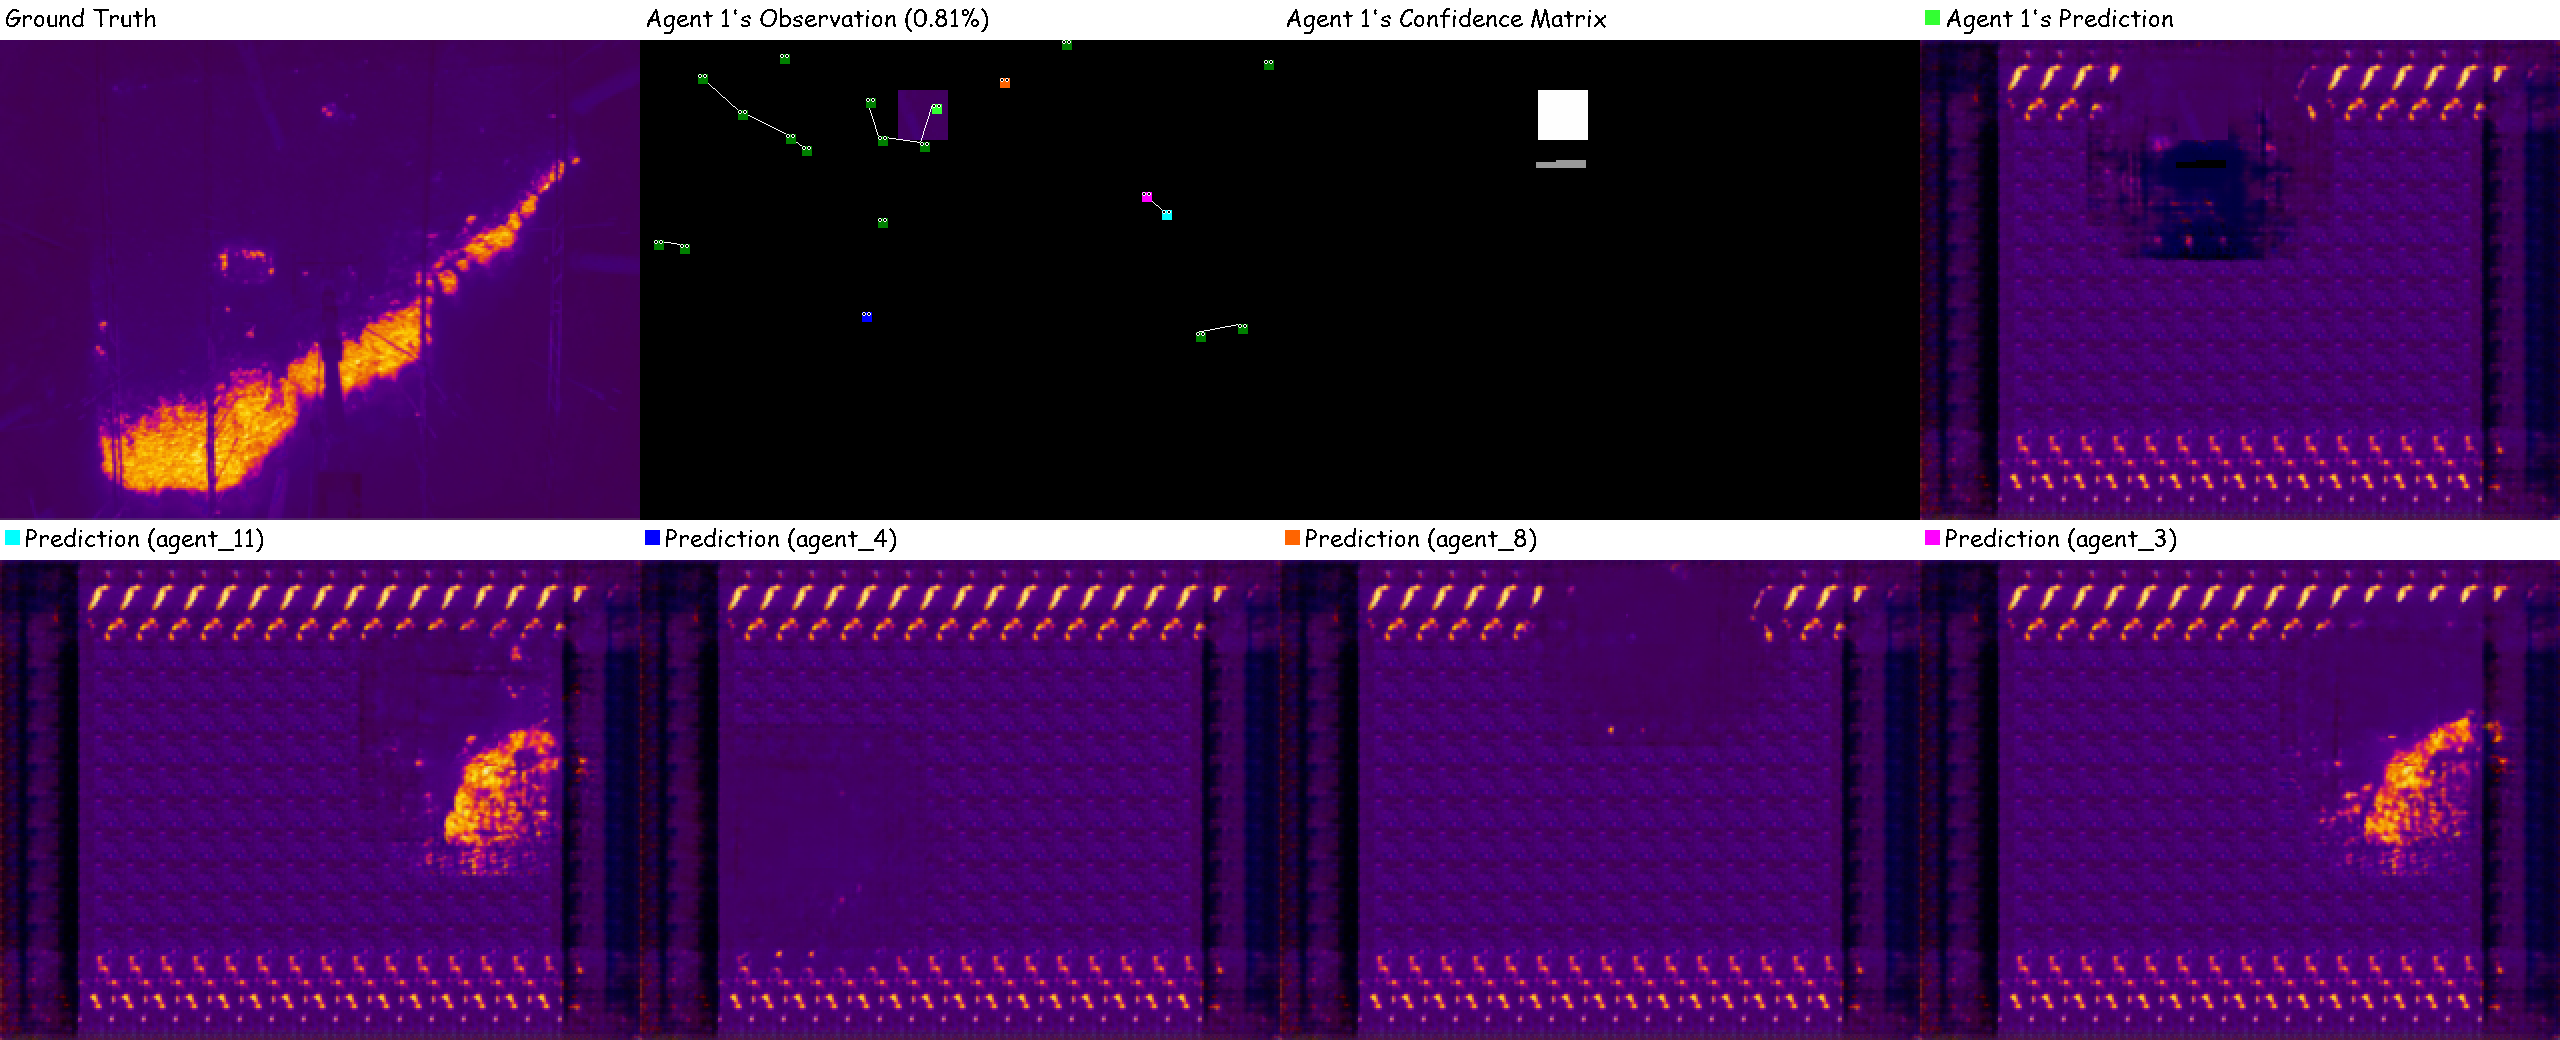 Ground Truth
Agent 1's Observation (0.81%)
Agent 1's Confidence Matrix
Agent 1's Prediction
Prediction (agent_11)
Prediction (agent_4)
Prediction (agent_8)
Prediction (agent_3)